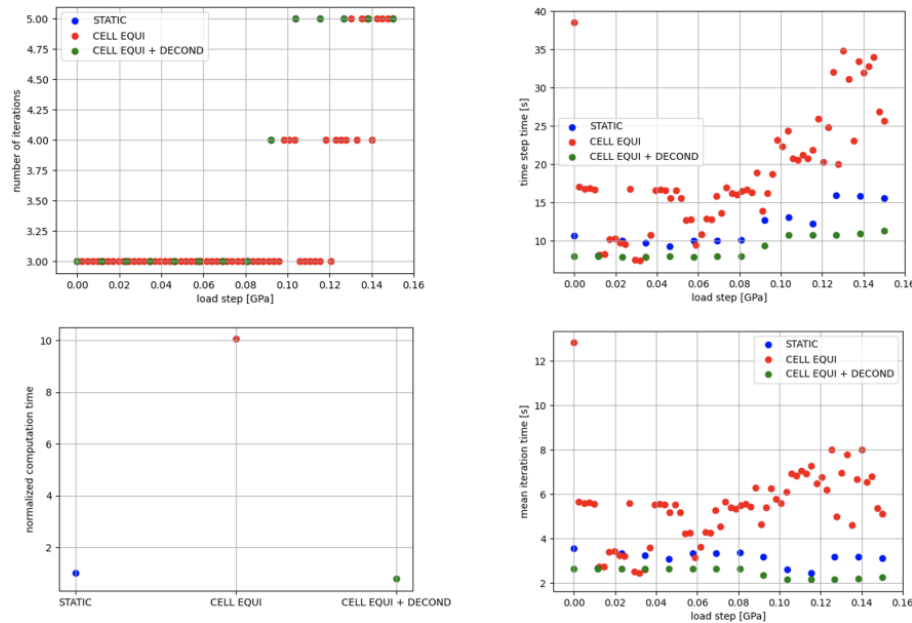 5.00
4.75
4.50
4.25
4.00
3.75
3.50
3.25
3.00
number of iterations
STATIC
CELL EQUI
CELL EQUI + DECOND
0.00 0.02 0.04 0.06 0.08 0.10 0.12 0.14 0.16
load step [GPa]
40
35
30
25
20
15
10
time step time [s]
STATIC
CELL EQUI
CELL EQUI + DECOND
0.00 0.02 0.04 0.06 0.08 0.10 0.12 0.14 0.16
load step [GPa]
10
8
6
4
2
normalized computation time
STATIC CELL EQUI CELL EQUI + DECOND
12
10
8
6
4
2
mean iteration time [s]
STATIC
CELL EQUI
CELL EQUI + DECOND
0.00 0.02 0.04 0.06 0.08 0.10 0.12 0.14 0.16
load step [GPa]